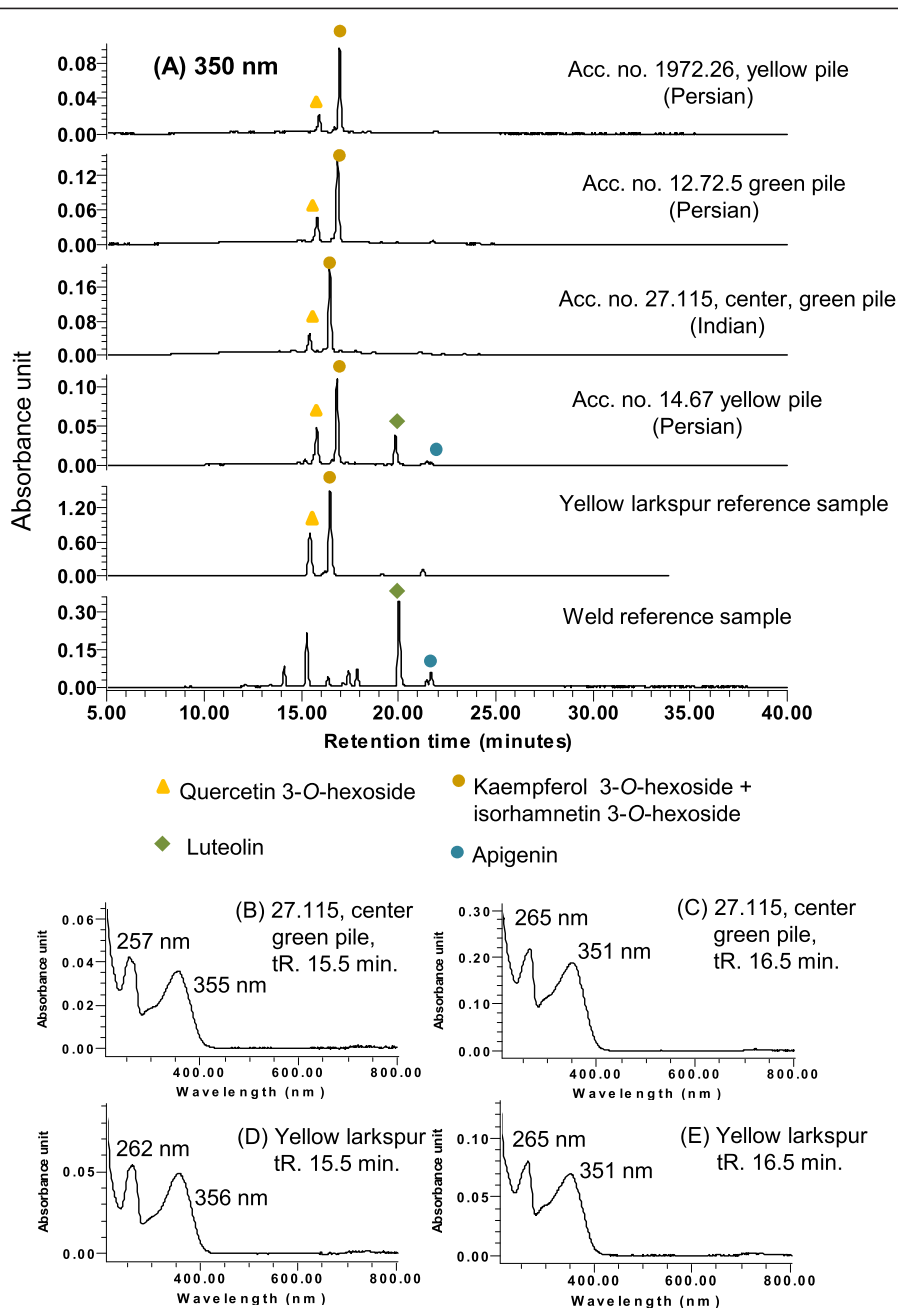 (A) 350 nm
0.08
0.04
0.00
Acc. no. 1972.26, yellow pile
(Persian)
0.12
0.06
0.00
Acc. no. 12.72.5 green pile
(Persian)
0.16
0.08
0.00
Acc. no. 27.115, center, green pile
(Indian)
Absorbance unit
0.10
0.05
0.00
Acc. no. 14.67 yellow pile
(Persian)
1.20
0.60
0.00
Yellow larkspur reference sample
0.30
0.15
0.00
Weld reference sample
5.00 10.00 15.00 20.00 25.00 30.00 35.00 40.00
Retention time (minutes)
Quercetin 3-O-hexoside
Kaempferol 3-O-hexoside +
isorhamnetin 3-O-hexoside
Luteolin
Apigenin
(B) 27.115, center
green pile,
tR. 15.5 min.
257 nm
355 nm
Absorbance unit
0.06
0.04
0.02
0.00
400.00 600.00 800.00
Wavelength (nm)
(C) 27.115, center
green pile,
tR. 16.5 min.
265 nm
351 nm
Absorbance unit
0.30
0.20
0.10
0.00
400.00 600.00 800.00
Wavelength (nm)
(D) Yellow larkspur
tR. 15.5 min.
262 nm
356 nm
Absorbance unit
0.05
0.00
400.00 600.00 800.00
Wavelength (nm)
(E) Yellow larkspur
tR. 16.5 min.
265 nm
351 nm
Absorbance unit
0.10
0.05
0.00
400.00 600.00 800.00
Wavelength (nm)